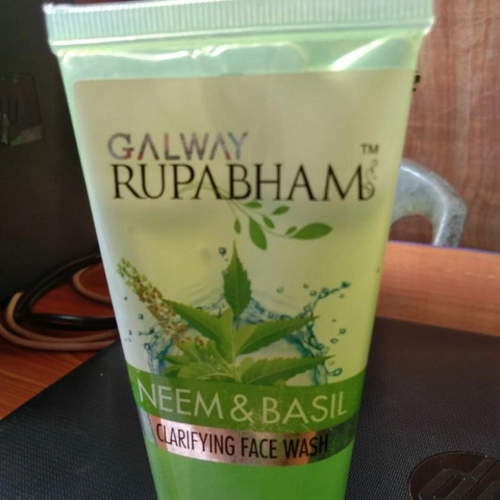 GALWAY
RUPABHAM™
NEEM & BASIL
CLARIFYING FACE WASH